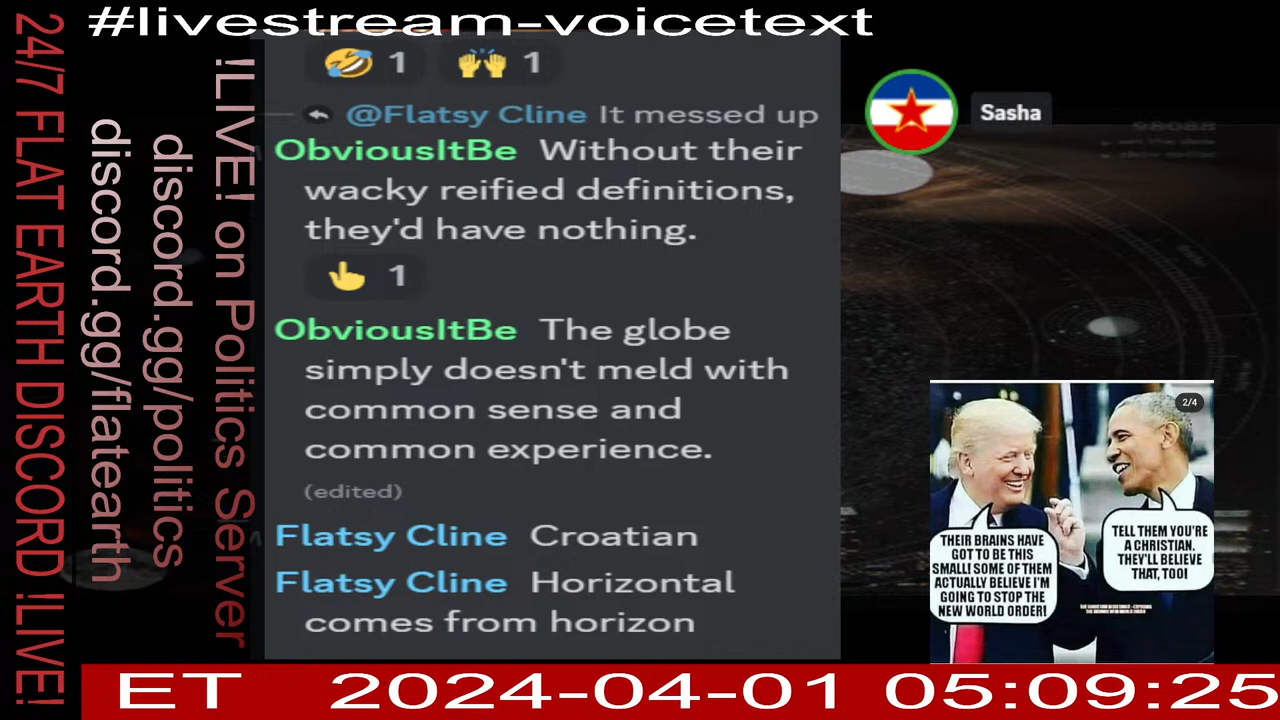 #livestream-voicetext
24/7 FLAT EARTH DISCORD !LIVE!
discord.gg/flatearth
discord.gg/politics
!LIVE! on Politics Server
1 1
@Flatsy Cline It messed up
ObviousItBe Without their
wacky reified definitions,
they'd have nothing.
1
ObviousItBe The globe
simply doesn't meld with
common sense and
common experience.
(edited)
Flatsy Cline Croatian
Flatsy Cline Horizontal
comes from horizon
Sasha
2/4
THEIR BRAINS HAVE
GOT TO BE THIS
SMALL! SOME OF THEM
ACTUALLY BELIEVE I'M
GOING TO STOP THE
NEW WORLD ORDER!
TELL THEM YOU'RE
A CHRISTIAN.
THEY'LL BELIEVE
THAT, TOO!
ET 2024-04-01 05:09:25